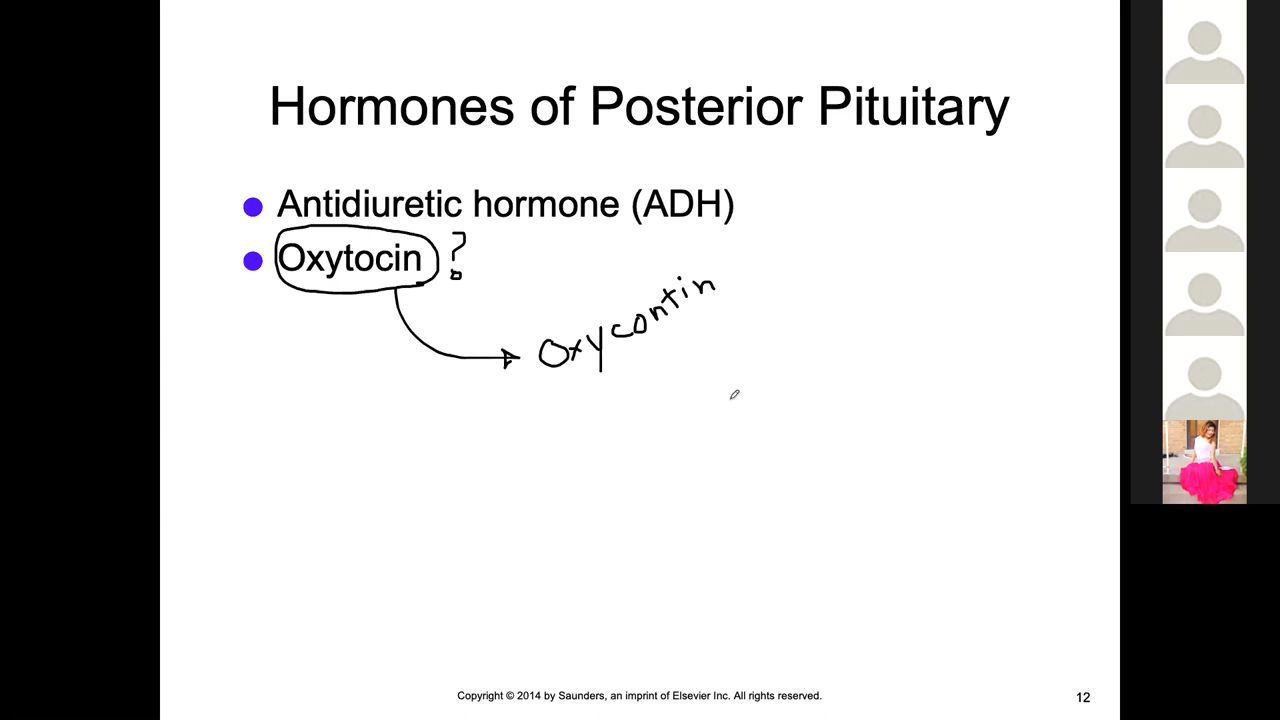 Hormones of Posterior Pituitary
Antidiuretic hormone (ADH)
Oxytocin ?
Oxycontin
Copyright © 2014 by Saunders, an imprint of Elsevier Inc. All rights reserved.
12